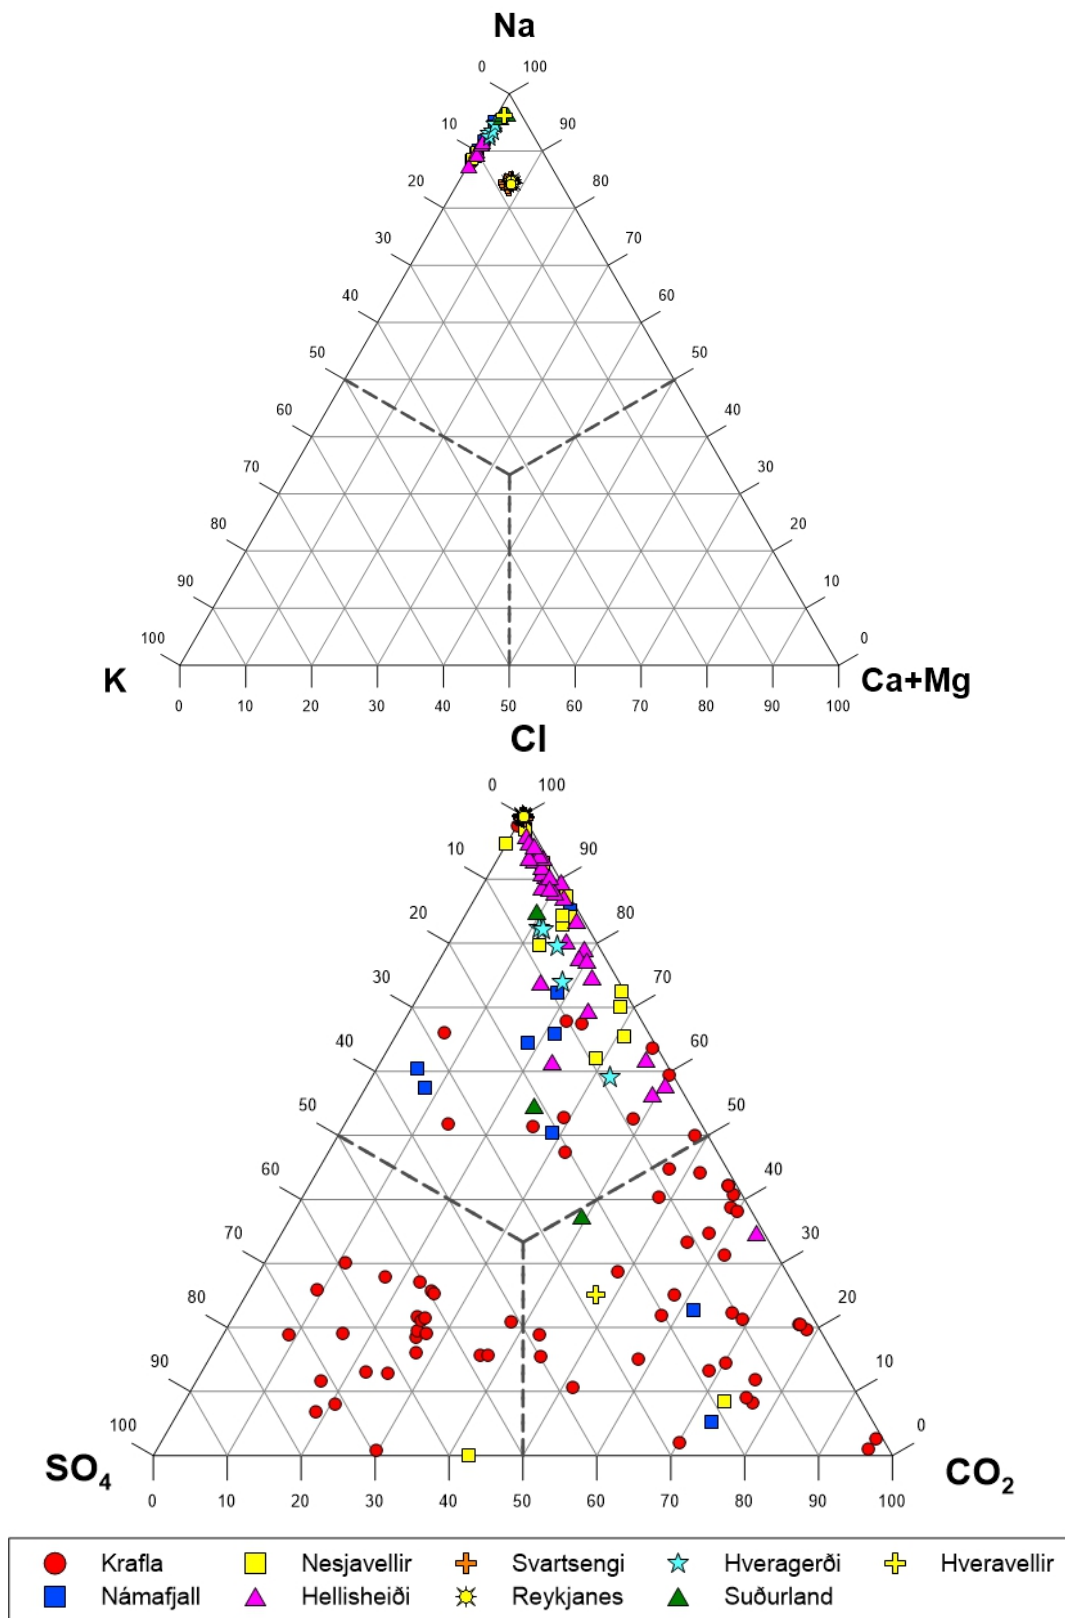 Na
0 100
10 90
20 80
30 70
40 60
50 50
60 40
70 30
80 20
90 10
100 0
K Ca+Mg
0 10 20 30 40 50 60 70 80 90 100
Cl
0 100
10 90
20 80
30 70
40 60
50 50
60 40
70 30
80 20
90 10
100 0
SO4 CO2
0 10 20 30 40 50 60 70 80 90 100
Krafla Nesjavellir Svartsengi Hveragerði Hveravellir
Námafjall Hellisheiði Reykjanes Suðurland